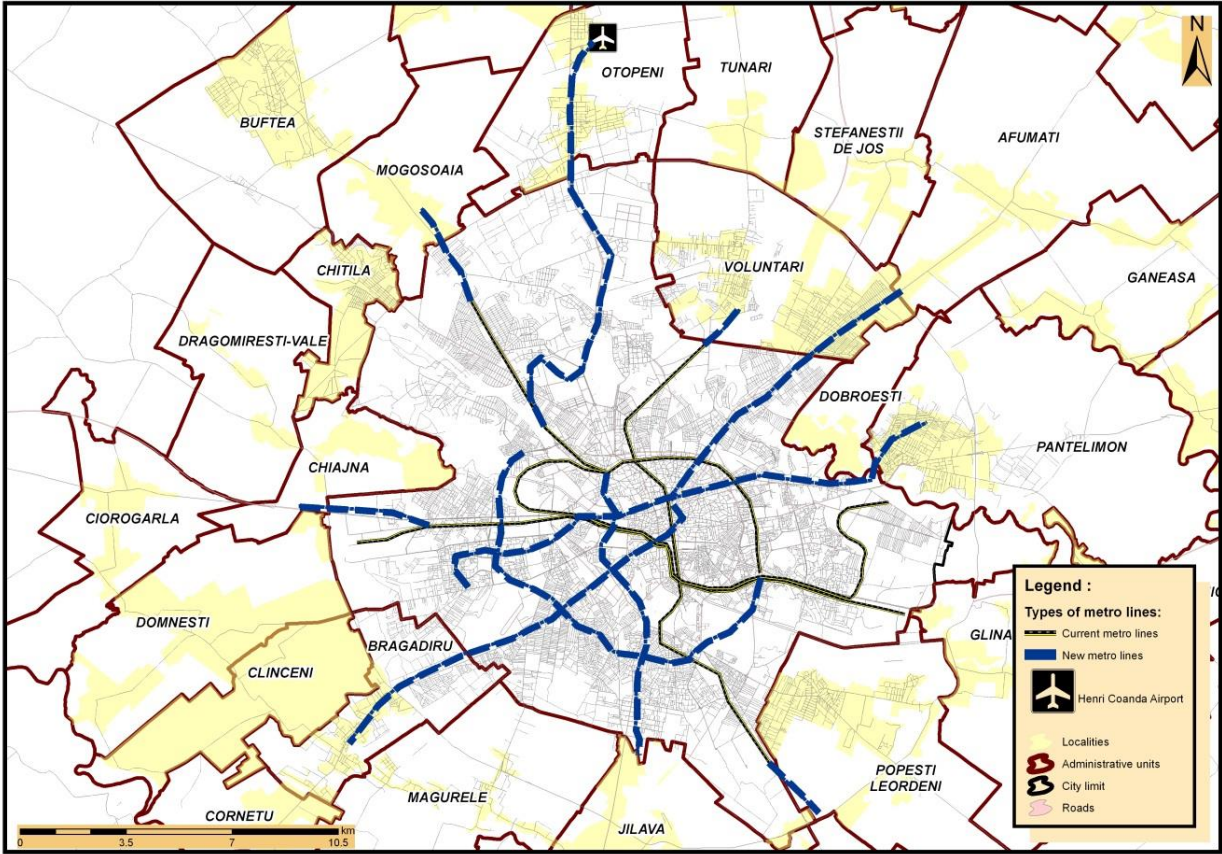 N
OTOPENI
TUNARI
BUFTEA
STEFANESTII
DE JOS
AFUMATI
MOGOSOAIA
CHITILA
VOLUNTARI
GANEASA
DRAGOMIRESTI-VALE
DOBROESTI
PANTELIMON
CHIAJNA
CIOROGARLA
DOMNESTI
BRAGADIRU
GLINA
CLINCENI
POPESTI
LEORDENI
MAGURELE
CORNETU
JILAVA
Legend :
Types of metro lines:
Current metro lines
New metro lines
Henri Coanda Airport
Localities
Administrative units
City limit
Roads
km
0 3.5 7 10.5